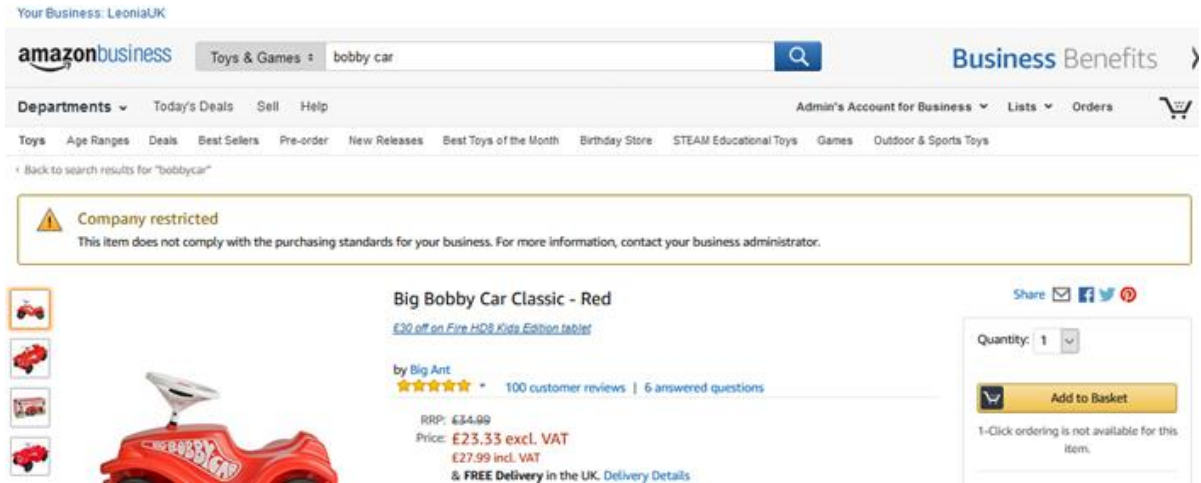 Your Business: LeoniaUK
amazonbusiness
Toys & Games
bobby car
Business Benefits
Departments
Today's Deals
Sell
Help
Admin's Account for Business
Lists
Orders
Toys
Age Ranges
Deals
Best Sellers
Pre-order
New Releases
Best Toys of the Month
Birthday Store
STEAM Educational Toys
Games
Outdoor & Sports Toys
‹ Back to search results for "bobbycar"
Company restricted
This item does not comply with the purchasing standards for your business. For more information, contact your business administrator.
Big Bobby Car Classic - Red
£30 off on Fire HD8 Kids Edition tablet
by Big Ant
100 customer reviews | 6 answered questions
RRP: £34.99
Price: £23.33 excl. VAT
£27.99 incl. VAT
& FREE Delivery in the UK. Delivery Details
Share
Quantity: 1
Add to Basket
1-Click ordering is not available for this
item.
BIG-BOBBY-CAR